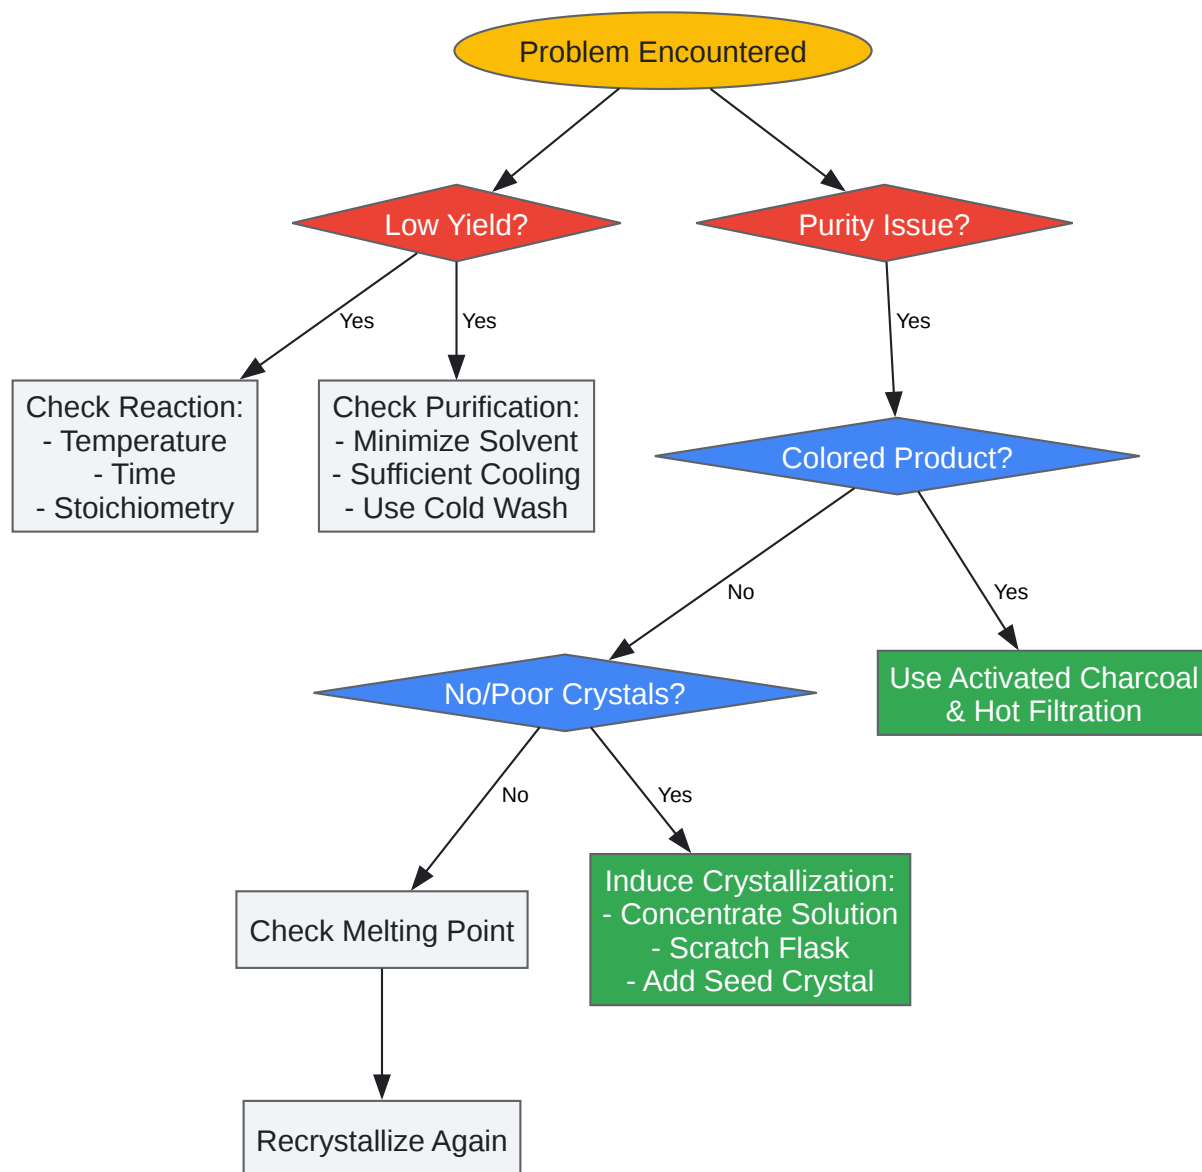 Problem Encountered
Low Yield?
Purity Issue?
Yes
Yes
Yes
Check Reaction:
- Temperature
- Time
- Stoichiometry
Check Purification:
- Minimize Solvent
- Sufficient Cooling
- Use Cold Wash
Colored Product?
No
Yes
No/Poor Crystals?
Use Activated Charcoal
& Hot Filtration
No
Yes
Check Melting Point
Induce Crystallization:
- Concentrate Solution
- Scratch Flask
- Add Seed Crystal
Recrystallize Again